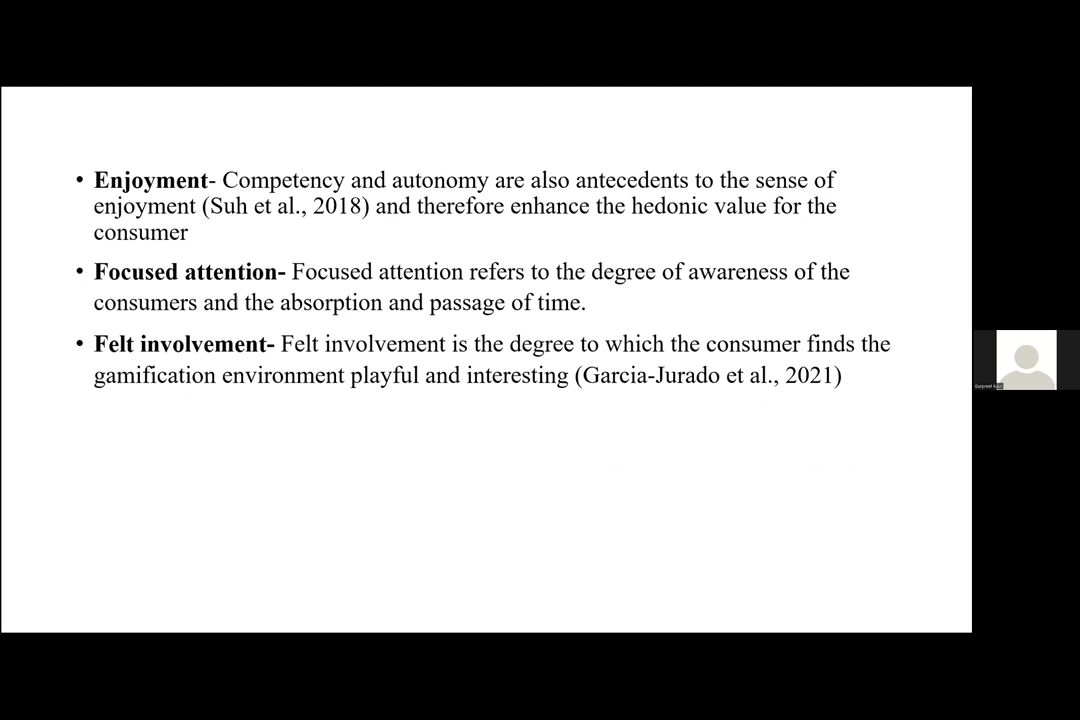 • Enjoyment- Competency and autonomy are also antecedents to the sense of
enjoyment (Suh et al., 2018) and therefore enhance the hedonic value for the
consumer
• Focused attention- Focused attention refers to the degree of awareness of the
consumers and the absorption and passage of time.
• Felt involvement- Felt involvement is the degree to which the consumer finds the
gamification environment playful and interesting (Garcia-Jurado et al., 2021)
Gurpreet Kaur